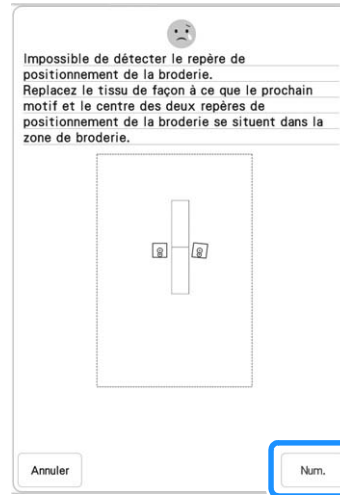 Impossible de détecter le repère de
positionnement de la broderie.
Replacez le tissu de façon à ce que le prochain
motif et le centre des deux repères de
positionnement de la broderie se situent dans la
zone de broderie.
Annuler
Num.